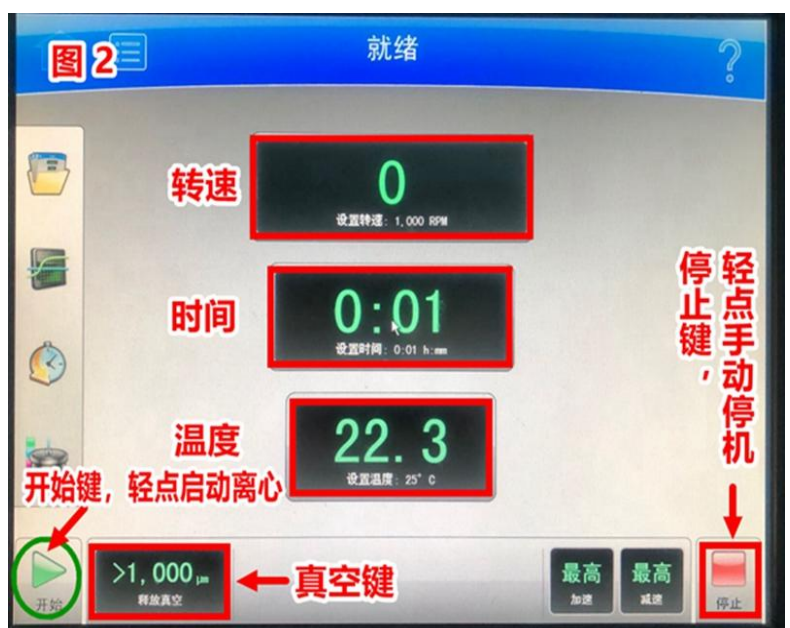 图 2
就绪
?
转速
0
设置转速: 1,000 RPM
时间
0:01
设置时间: 0:01 h:mm
温度
22.3
设置温度: 25° C
开始键，轻点启动离心
轻点手动停机
停止键，
开始
>1,000 μm
释放真空
真空键
最高
加速
最高
减速
停止